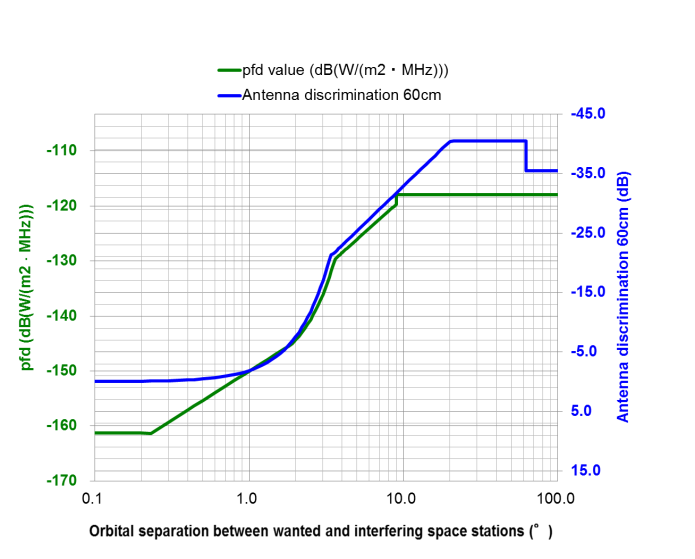 pfd value (dB(W/(m2・MHz)))
Antenna discrimination 60cm
-45.0
-110
-35.0
-120
-25.0
-130
-15.0
-140
-5.0
-150
5.0
-160
15.0
-170
pfd (dB(W/(m2 · MHz)))
Antenna discrimination 60cm (dB)
0.1 1.0 10.0 100.0
Orbital separation between wanted and interfering space stations (° )